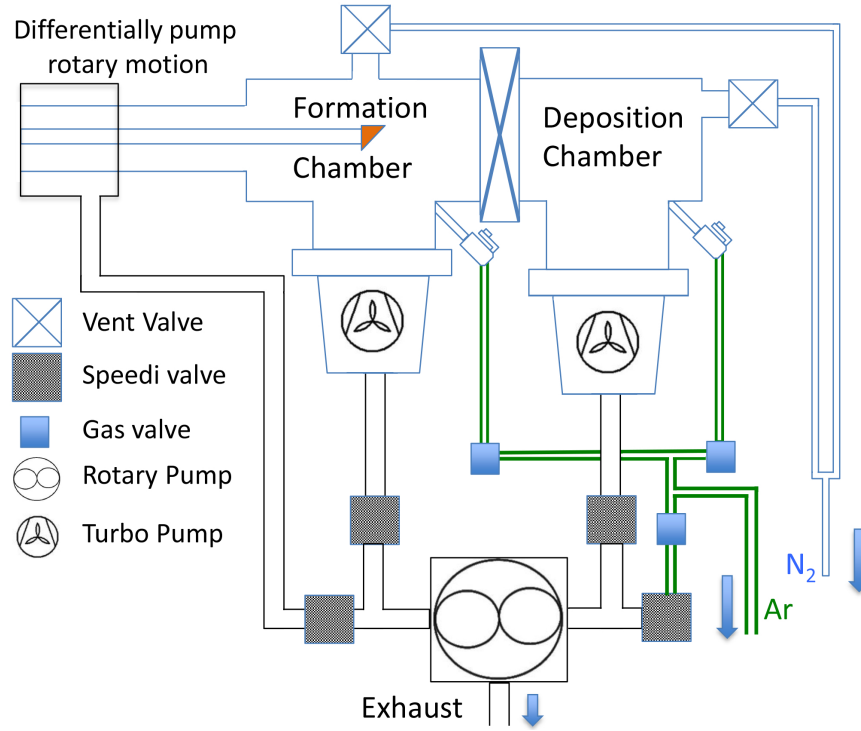 Differentially pump
rotary motion
Formation
Chamber
Deposition
Chamber
Vent Valve
Speedi valve
Gas valve
Rotary Pump
Turbo Pump
N2
Ar
Exhaust